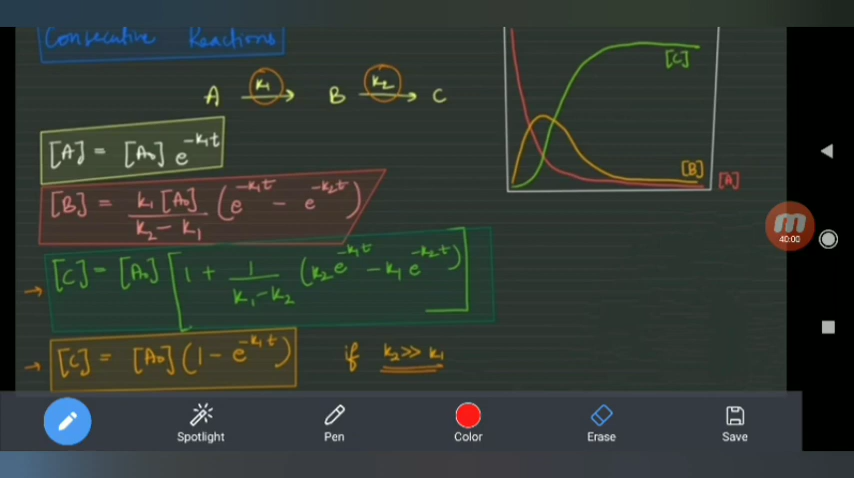 Consecutive Reactions
A —k₁→ B —k₂→ C
[A] = [A₀] e^(-k₁t)
[B] = k₁[A₀] / (k₂ - k₁) (e^(-k₁t) - e^(-k₂t))
→ [C] = [A₀] [1 + 1 / (k₁ - k₂) (k₂e^(-k₁t) - k₁e^(-k₂t))]
→ [C] = [A₀] (1 - e^(-k₁t)) if k₂ >> k₁
[C]
[B]
[A]
40:00
Spotlight
Pen
Color
Erase
Save